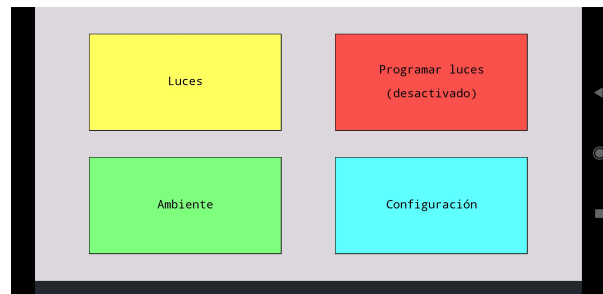 Luces
Programar luces
(desactivado)
Ambiente
Configuración